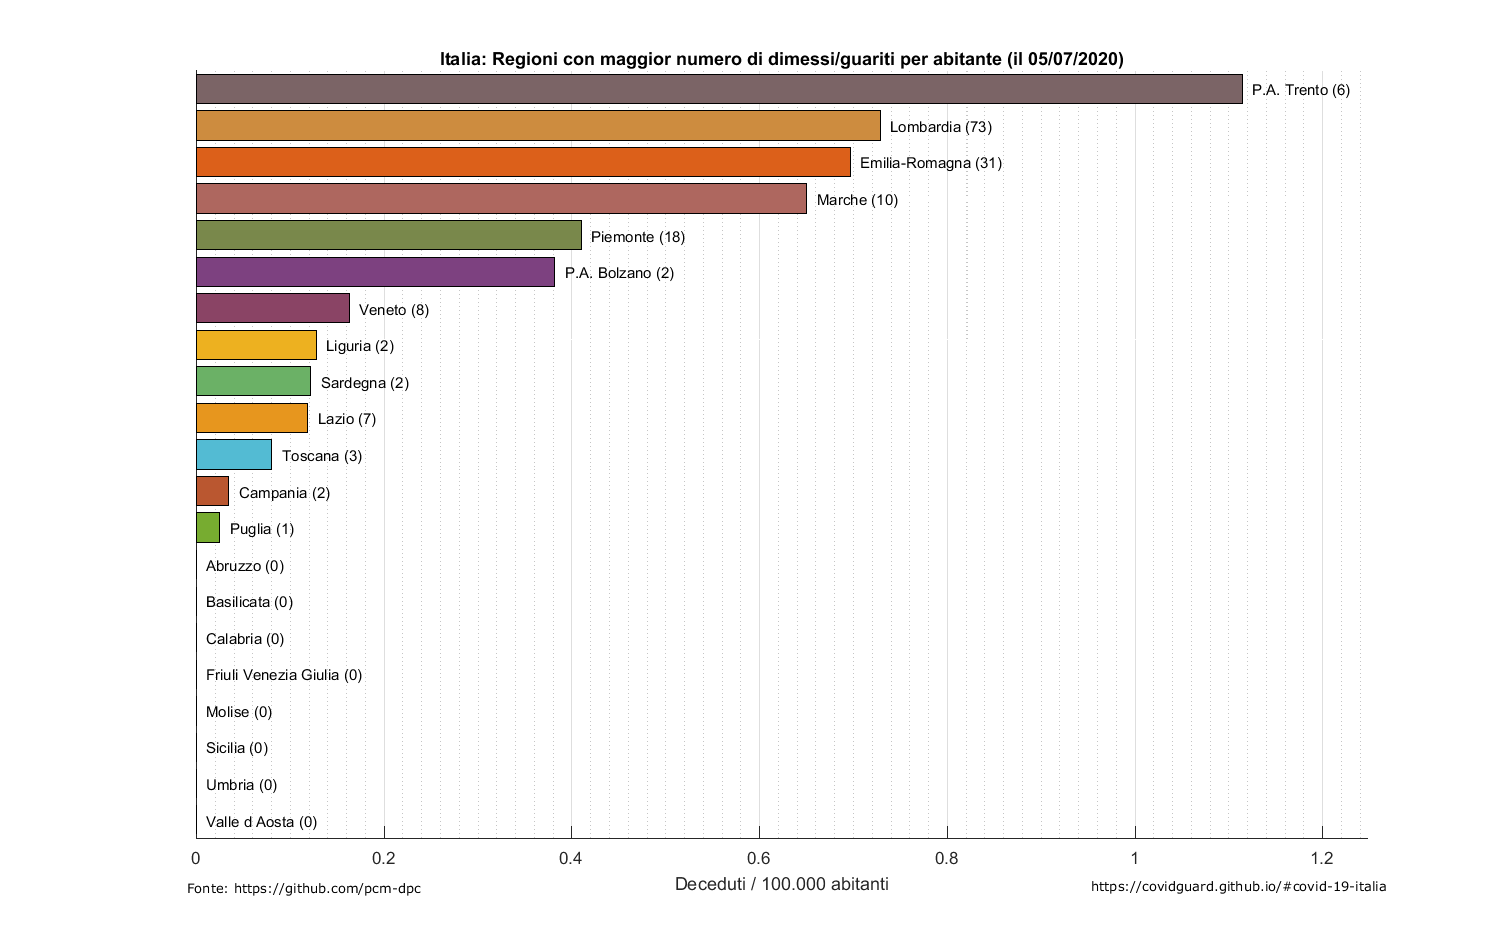 Italia: Regioni con maggior numero di dimessi/guariti per abitante (il 05/07/2020)
P.A. Trento (6)
Lombardia (73)
Emilia-Romagna (31)
Marche (10)
Piemonte (18)
P.A. Bolzano (2)
Veneto (8)
Liguria (2)
Sardegna (2)
Lazio (7)
Toscana (3)
Campania (2)
Puglia (1)
Abruzzo (0)
Basilicata (0)
Calabria (0)
Friuli Venezia Giulia (0)
Molise (0)
Sicilia (0)
Umbria (0)
Valle d Aosta (0)
0 0.2 0.4 0.6 0.8 1 1.2
Deceduti / 100.000 abitanti
Fonte: https://github.com/pcm-dpc
https://covidguard.github.io/#covid-19-italia